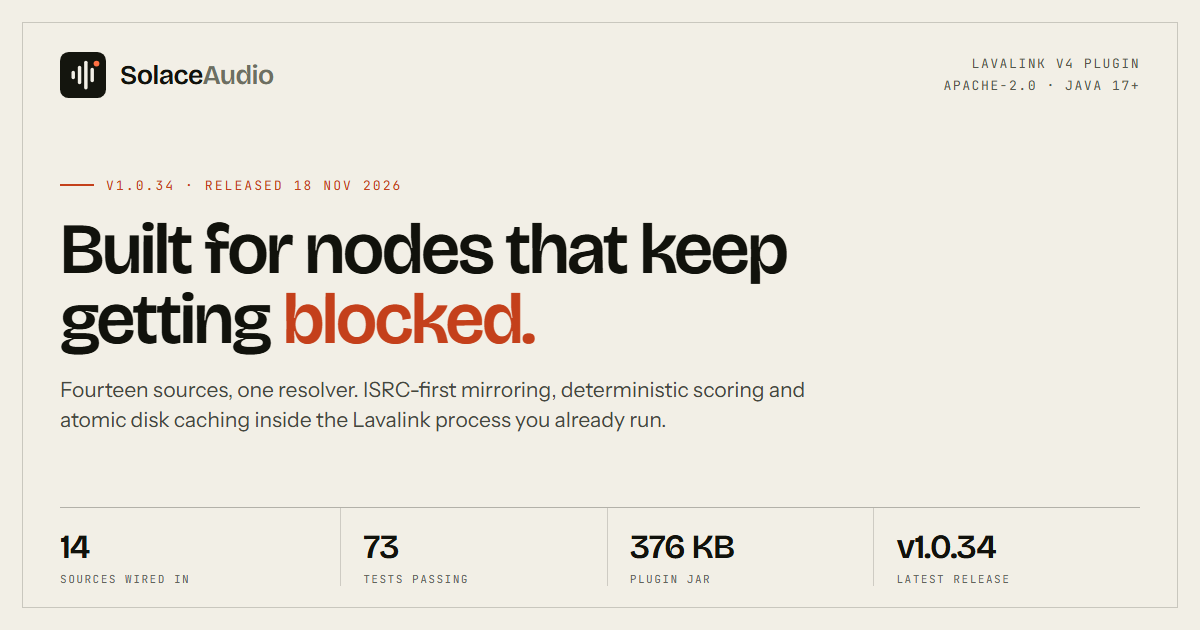 SolaceAudio
LAVALINK V4 PLUGIN
APACHE-2.0 · JAVA 17+
V1.0.34 · RELEASED 18 NOV 2026
Built for nodes that keep
getting blocked.
Fourteen sources, one resolver. ISRC-first mirroring, deterministic scoring and
atomic disk caching inside the Lavalink process you already run.
14
SOURCES WIRED IN
73
TESTS PASSING
376 KB
PLUGIN JAR
v1.0.34
LATEST RELEASE